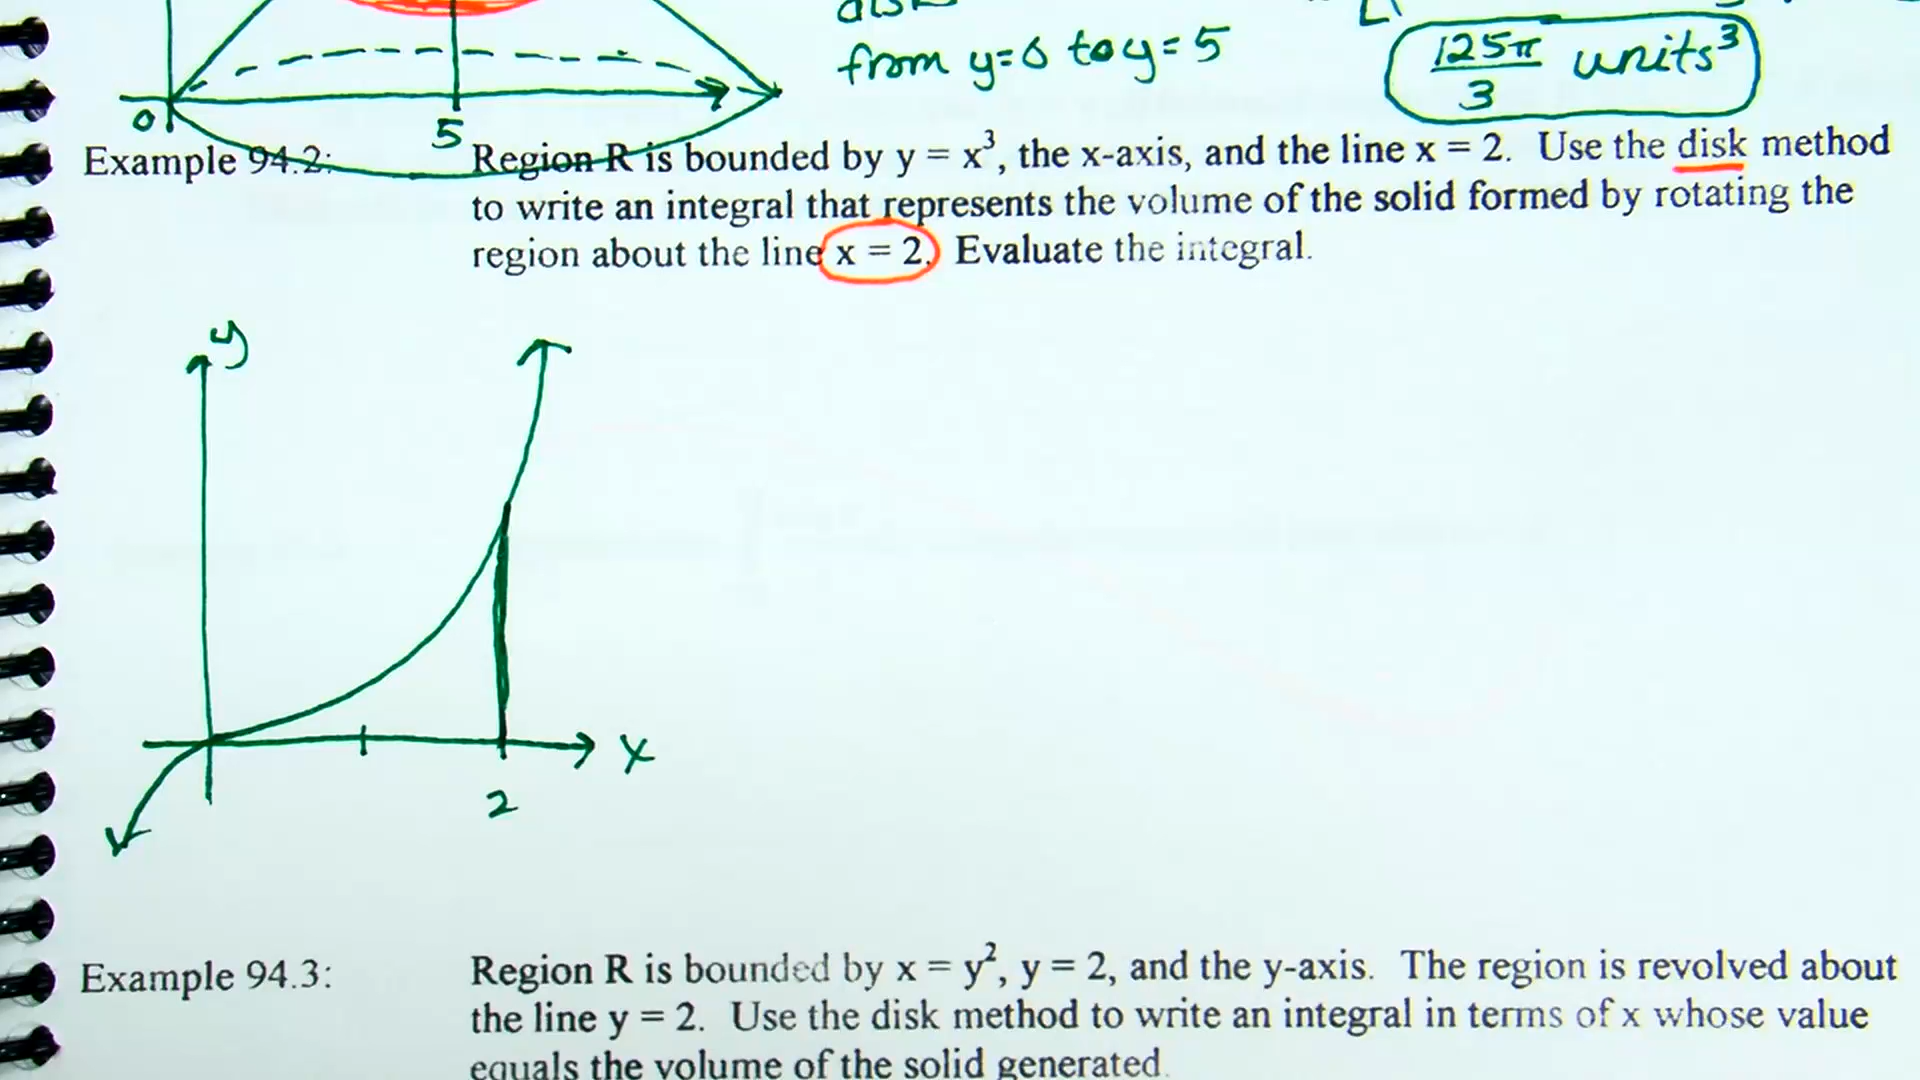 from y=0 to y=5
125π/3 units³
0
5
Example 94.2: Region R is bounded by y = x³, the x-axis, and the line x = 2. Use the disk method
to write an integral that represents the volume of the solid formed by rotating the
region about the line x = 2. Evaluate the integral.
y
x
2
Example 94.3: Region R is bounded by x = y², y = 2, and the y-axis. The region is revolved about
the line y = 2. Use the disk method to write an integral in terms of x whose value
equals the volume of the solid generated.